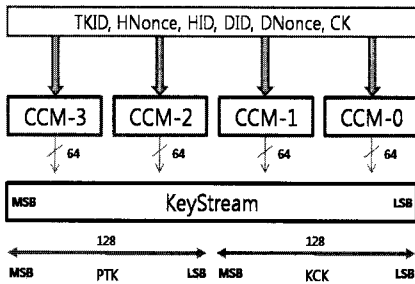 TKID, HNonce, HID, DID, DNonce, CK
CCM-3 CCM-2 CCM-1 CCM-0
64 64 64 64
MSB KeyStream LSB
128 128
MSB PTK LSB MSB KCK LSB